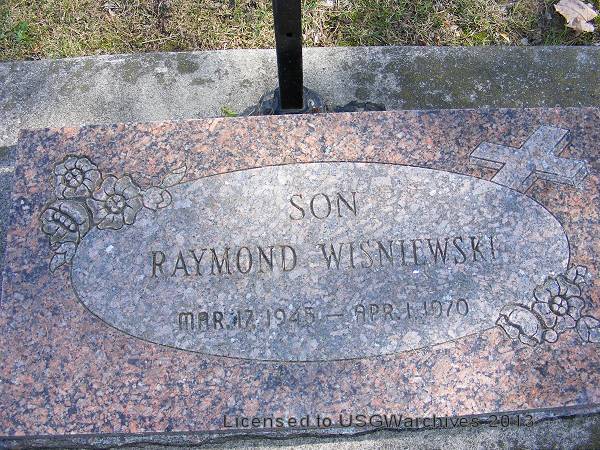 SON
RAYMOND WISNIEWSKI
MAR. 17, 1945 — APR. 1, 1970
Licensed to USGWarchives 2013